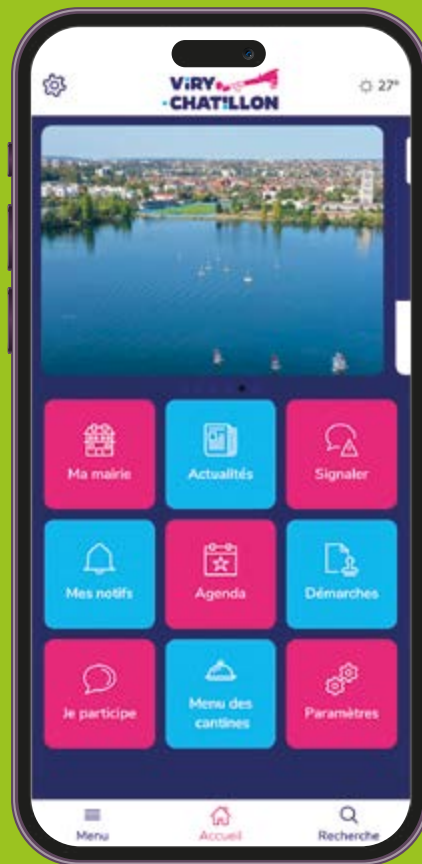 ViRY
CHATiLLON
27°
Ma mairie
Actualités
Signaler
Mes notifs
Agenda
Démarches
Je participe
Menu des
cantines
Paramètres
Menu
Accueil
Recherche